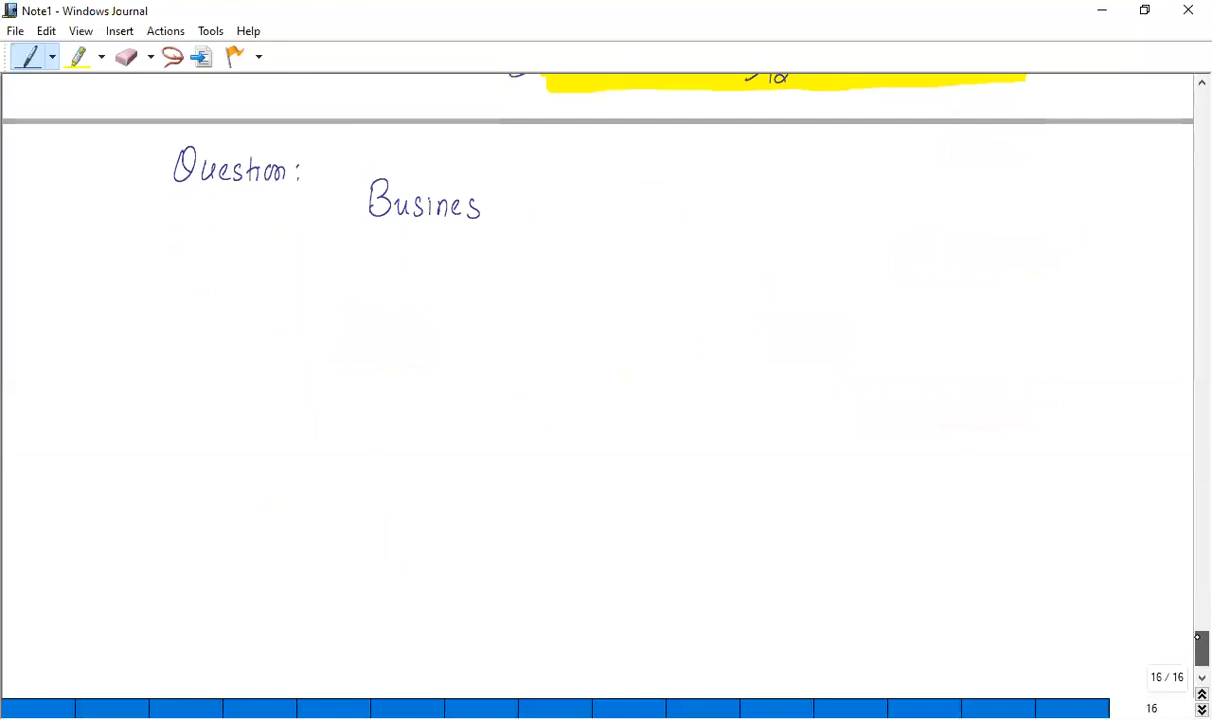 Note1 - Windows Journal
File Edit View Insert Actions Tools Help
Question:
Busines
16 / 16
16